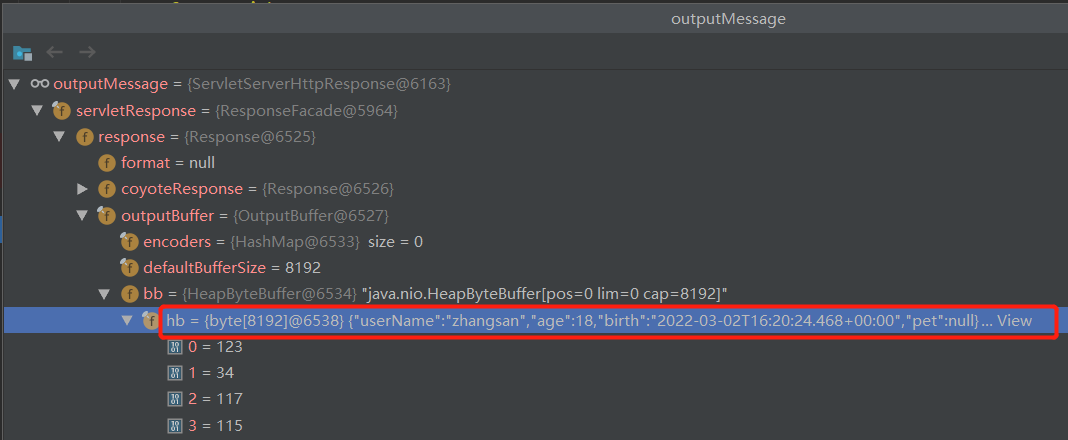 outputMessage
outputMessage = {ServletServerHttpResponse@6163}
f servletResponse = {ResponseFacade@5964}
f response = {Response@6525}
f format = null
f coyoteResponse = {Response@6526}
f outputBuffer = {OutputBuffer@6527}
f encoders = {HashMap@6533} size = 0
f defaultBufferSize = 8192
f bb = {HeapByteBuffer@6534} "java.nio.HeapByteBuffer[pos=0 lim=0 cap=8192]"
f hb = {byte[8192]@6538} {"userName":"zhangsan","age":18,"birth":"2022-03-02T16:20:24.468+00:00","pet":null} ... View
0 = 123
1 = 34
2 = 117
3 = 115